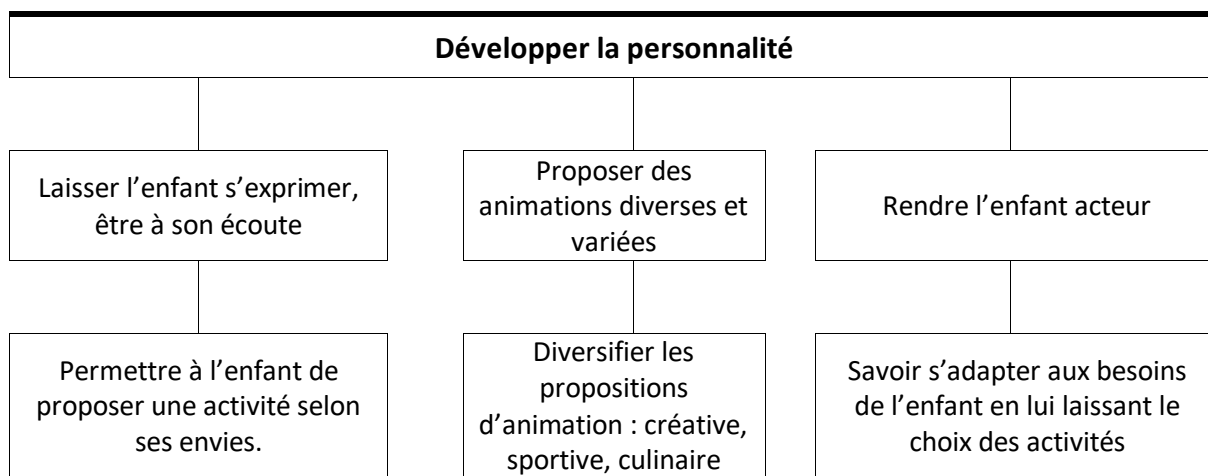 Développer la personnalité
Laisser l’enfant s’exprimer,
être à son écoute
Proposer des
animations diverses et
variées
Rendre l’enfant acteur
Permettre à l’enfant de
proposer une activité selon
ses envies.
Diversifier les
propositions
d’animation : créative,
sportive, culinaire
Savoir s’adapter aux besoins
de l’enfant en lui laissant le
choix des activités